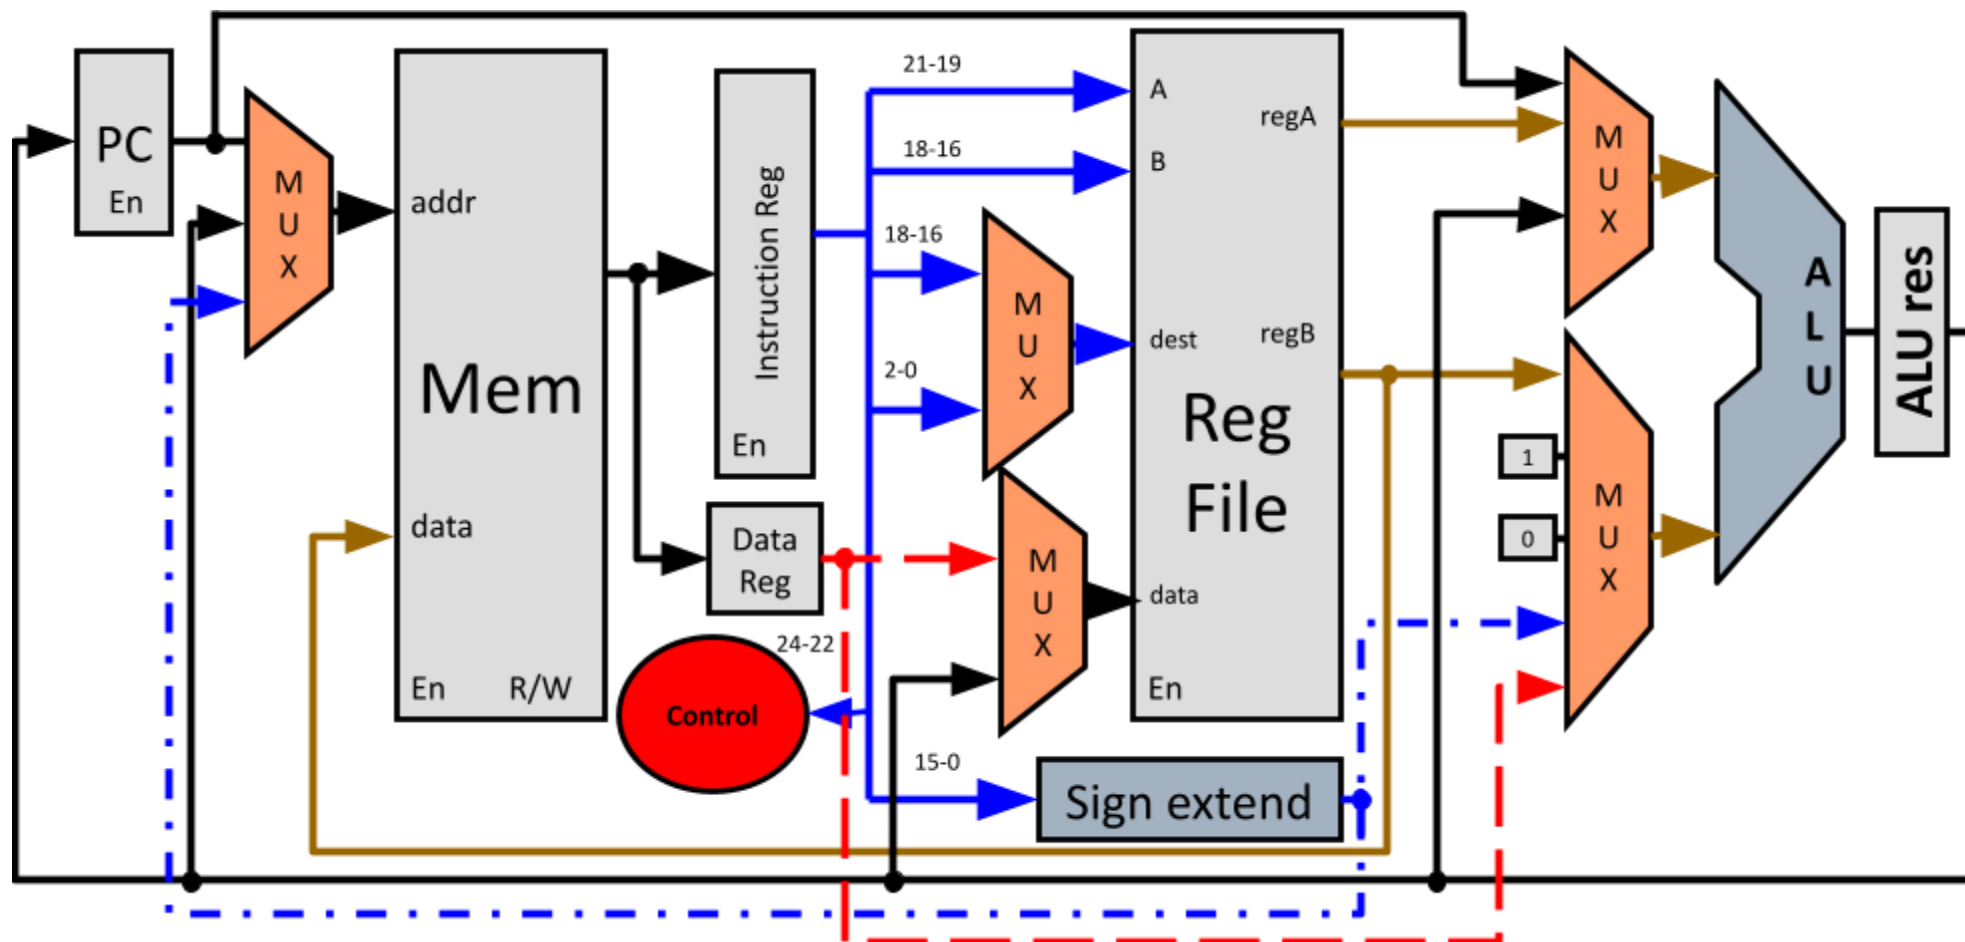 PC
En
M
U
X
addr
Mem
data
En R/W
Instruction Reg
En
Data
Reg
24-22
Control
21-19
18-16
18-16
2-0
15-0
M
U
X
M
U
X
A
B
regA
regB
dest
Reg
File
data
En
Sign extend
M
U
X
1
0
M
U
X
A
L
U
ALU res